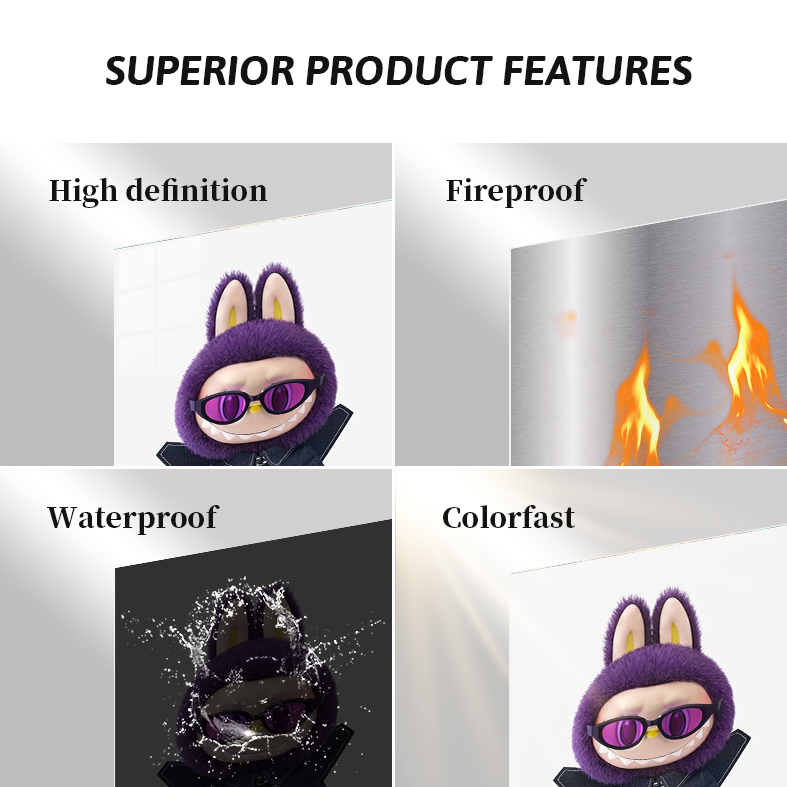 SUPERIOR PRODUCT FEATURES
High definition
Fireproof
Waterproof
Colorfast